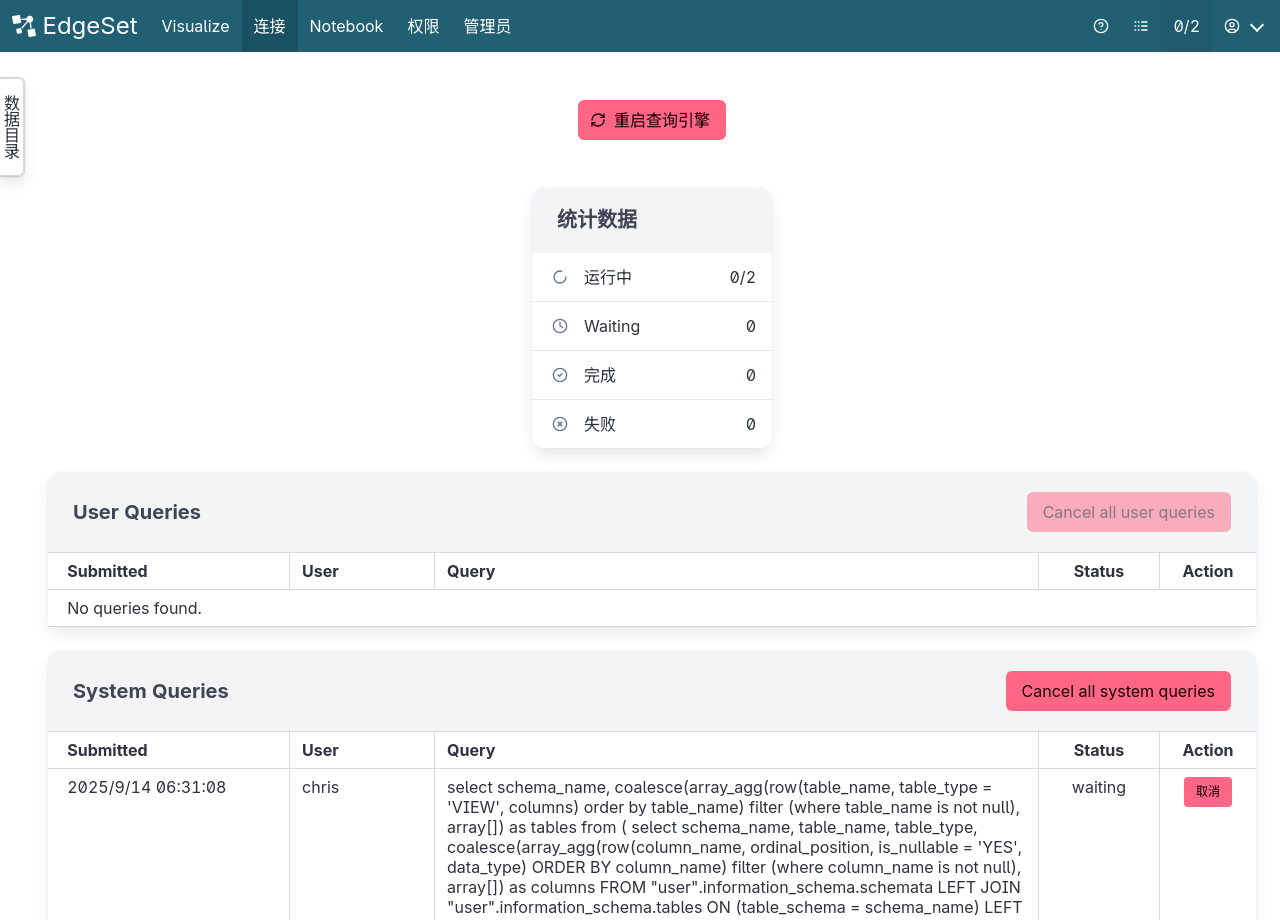 EdgeSet Visualize 连接 Notebook 权限 管理员 0/2
数据目录
重启查询引擎
统计数据
运行中 0/2
Waiting 0
完成 0
失败 0
User Queries Cancel all user queries
Submitted User Query Status Action
No queries found.
System Queries Cancel all system queries
Submitted User Query Status Action
2025/9/14 06:31:08 chris select schema_name, coalesce(array_agg(row(table_name, table_type = waiting 取消
'VIEW', columns) order by table_name) filter (where table_name is not null),
array[]) as tables from ( select schema_name, table_name, table_type,
coalesce(array_agg(row(column_name, ordinal_position, is_nullable = 'YES',
data_type) ORDER BY column_name) filter (where column_name is not null),
array[]) as columns FROM "user".information_schema.schemata LEFT JOIN
"user".information_schema.tables ON (table_schema = schema_name) LEFT